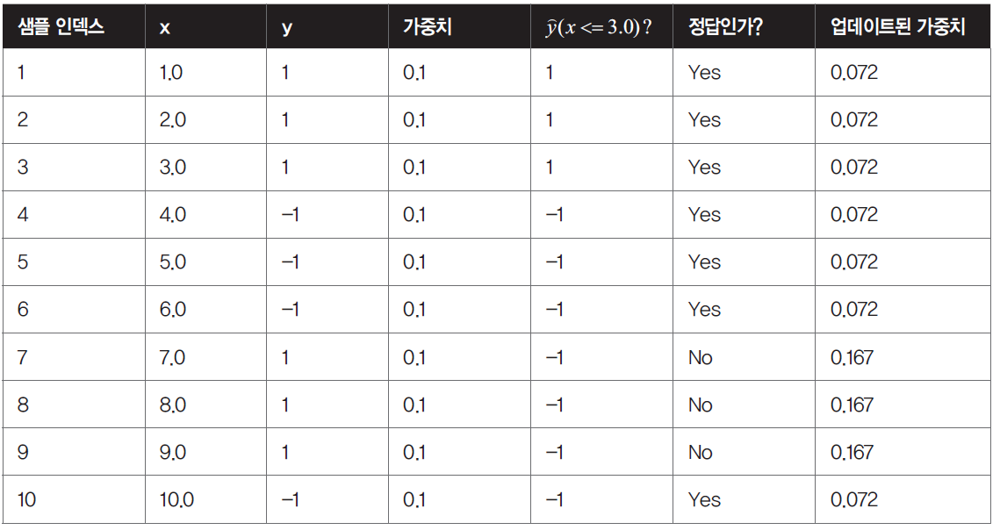 샘플 인덱스 x y 가중치 ŷ(x <= 3.0)? 정답인가? 업데이트된 가중치
1 1.0 1 0.1 1 Yes 0.072
2 2.0 1 0.1 1 Yes 0.072
3 3.0 1 0.1 1 Yes 0.072
4 4.0 −1 0.1 −1 Yes 0.072
5 5.0 −1 0.1 −1 Yes 0.072
6 6.0 −1 0.1 −1 Yes 0.072
7 7.0 1 0.1 −1 No 0.167
8 8.0 1 0.1 −1 No 0.167
9 9.0 1 0.1 −1 No 0.167
10 10.0 −1 0.1 −1 Yes 0.072